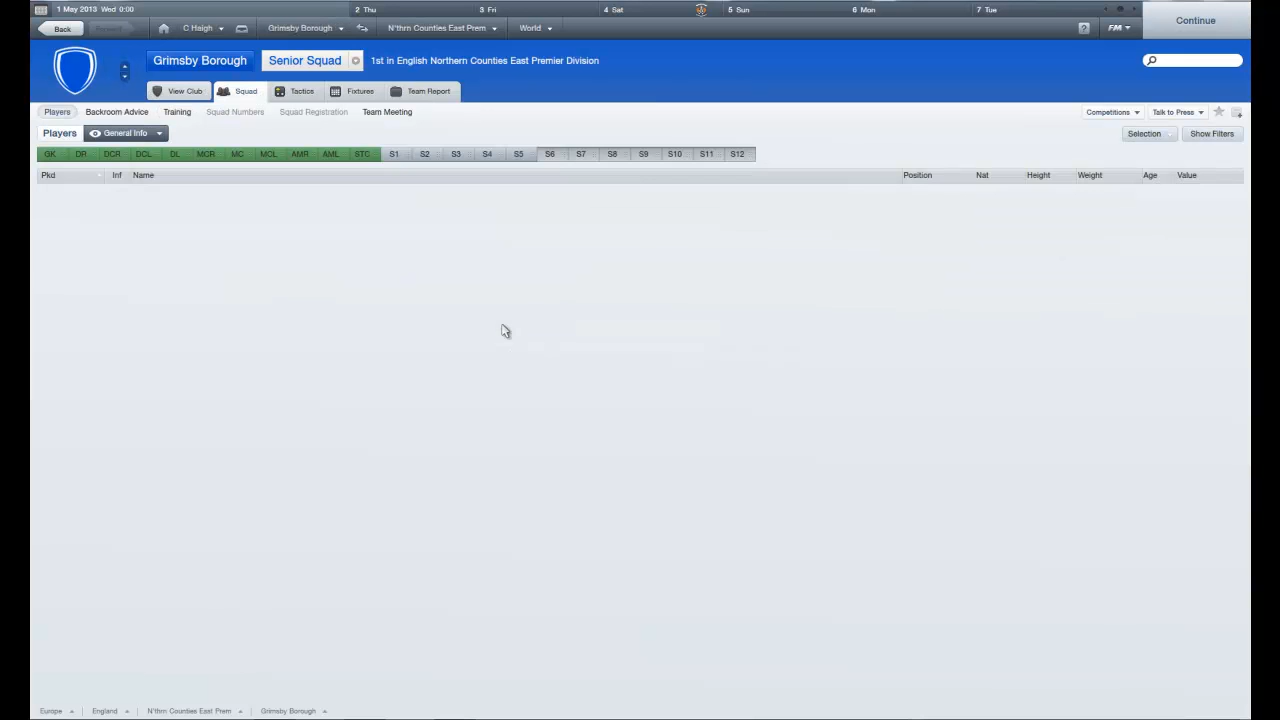 1 May 2013 Wed 0:00 2 Thu 3 Fri 4 Sat 5 Sun 6 Mon 7 Tue Continue
Back C Haigh Grimsby Borough N'thrn Counties East Prem World ? FM
Grimsby Borough Senior Squad 1st in English Northern Counties East Premier Division
View Club Squad Tactics Fixtures Team Report
Players Backroom Advice Training Squad Numbers Squad Registration Team Meeting Competitions Talk to Press
Players General Info Selection Show Filters
GK DR DCR DCL DL MCR MC MCL AMR AML STC S1 S2 S3 S4 S5 S6 S7 S8 S9 S10 S11 S12
Pkd Inf Name Position Nat Height Weight Age Value
Europe England N'thrn Counties East Prem Grimsby Borough